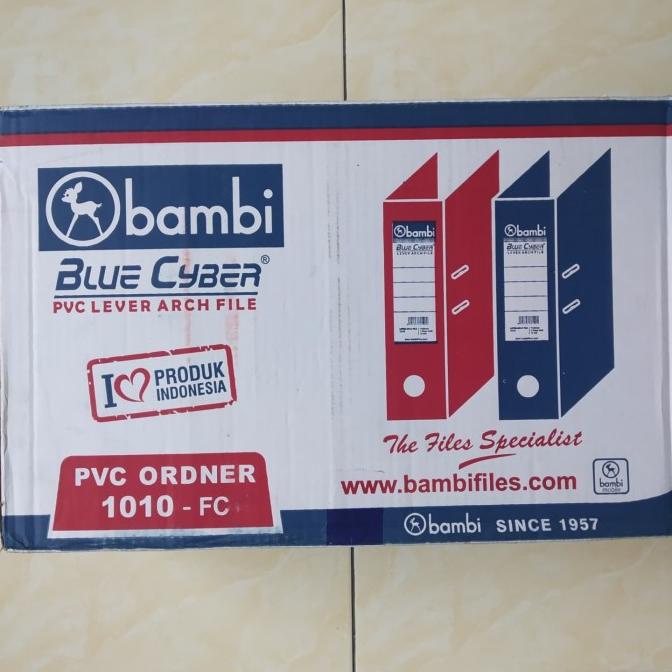 bambi
BLUE CYBER®
PVC LEVER ARCH FILE
I PRODUK
INDONESIA
PVC ORDNER
1010 - FC
bambi
BLUE CYBER
LEVER ARCH FILE
bambi
BLUE CYBER
LEVER ARCH FILE
The Files Specialist
www.bambifiles.com
bambi
bambi SINCE 1957